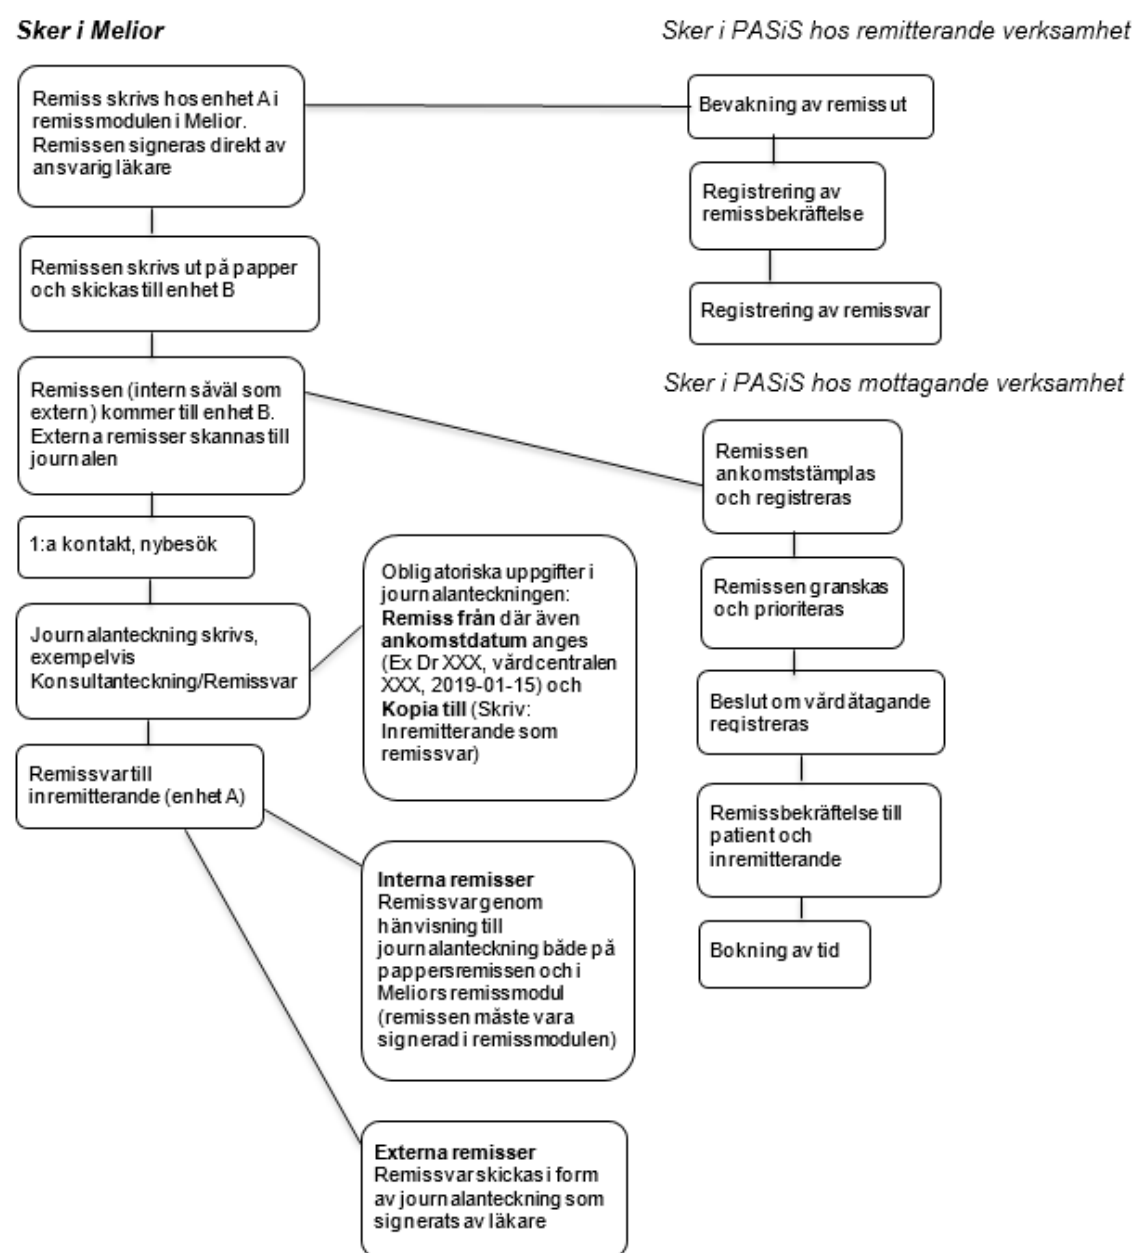 Sker i Melior
Remiss skrivs hos enhet A i
remissmodulen i Melior.
Remissen signeras direkt av
ansvarig läkare
Remissen skrivs ut på papper
och skickas till enhet B
Remissen (intern såväl som
extern) kommer till enhet B.
Externa remisser skannas till
journalen
1:a kontakt, nybesök
Journalanteckning skrivs,
exempelvis
Konsultanteckning/Remissvar
Remissvar till
inremitterande (enhet A)
Obligatoriska uppgifter i
journalanteckningen:
Remiss från där även
ankomstdatum anges
(Ex Dr XXX, vårdcentralen
XXX, 2019-01-15) och
Kopia till (Skriv:
Inremitterande som
remissvar)
Interna remisser
Remissvar genom
hänvisning till
journalanteckning både på
pappersremissen och i
Meliors remissmodul
(remissen måste vara
signerad i remissmodulen)
Externa remisser
Remissvar skickas i form
av journalanteckning som
signerats av läkare
Sker i PASiS hos remitterande verksamhet
Bevakning av remiss ut
Registrering av
remissbekräftelse
Registrering av remissvar
Sker i PASiS hos mottagande verksamhet
Remissen
ankomststämplas
och registreras
Remissen granskas
och prioriteras
Beslut om vårdåtagande
registreras
Remissbekräftelse till
patient och
inremitterande
Bokning av tid